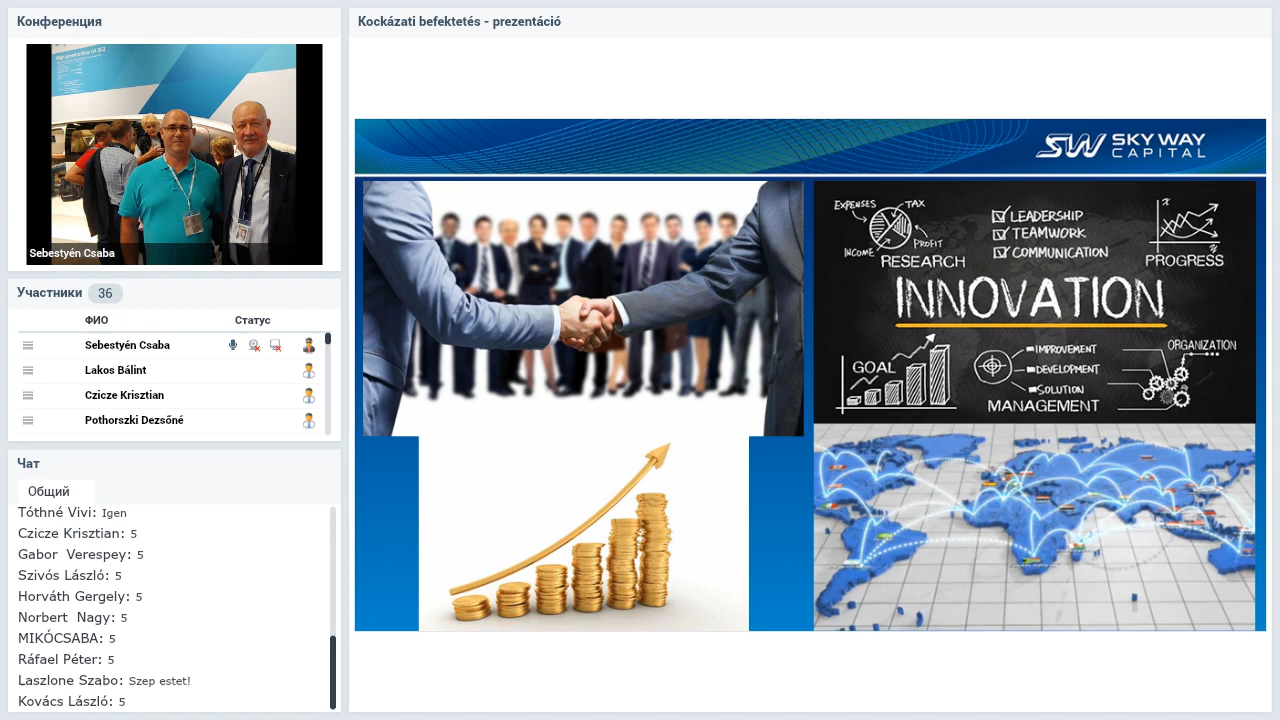 Конференция
Sebestyén Csaba
Участники 36
ФИО Статус
Sebestyén Csaba
Lakos Bálint
Czicze Krisztian
Pothorszki Dezsőné
Чат
Общий
Tóthné Vivi: Igen
Czicze Krisztian: 5
Gabor Verespey: 5
Szivós László: 5
Horváth Gergely: 5
Norbert Nagy: 5
MIKÓCSABA: 5
Ráfael Péter: 5
Laszlone Szabo: Szep estet!
Kovács László: 5
Kockázati befektetés - prezentáció
SW SKY WAY
CAPITAL
EXPENSES TAX
INCOME PROFIT
RESEARCH
LEADERSHIP
TEAMWORK
COMMUNICATION
PROGRESS
INNOVATION
GOAL
IMPROVEMENT
DEVELOPMENT
SOLUTION
MANAGEMENT
ORGANIZATION